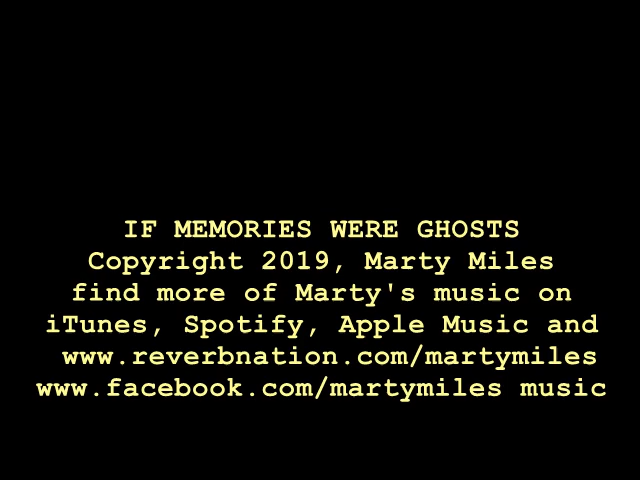 IF MEMORIES WERE GHOSTS
Copyright 2019, Marty Miles
find more of Marty's music on
iTunes, Spotify, Apple Music and
www.reverbnation.com/martymiles
www.facebook.com/martymiles music